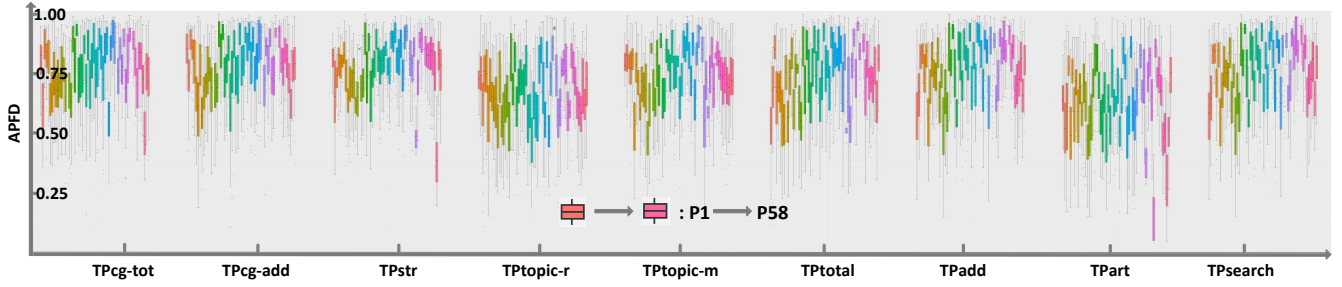 1.00
0.75
0.50
0.25
APFD
: P1 P58
TPcg-tot TPcg-add TPstr TPtopic-r TPtopic-m TPtotal TPadd TPart TPsearch